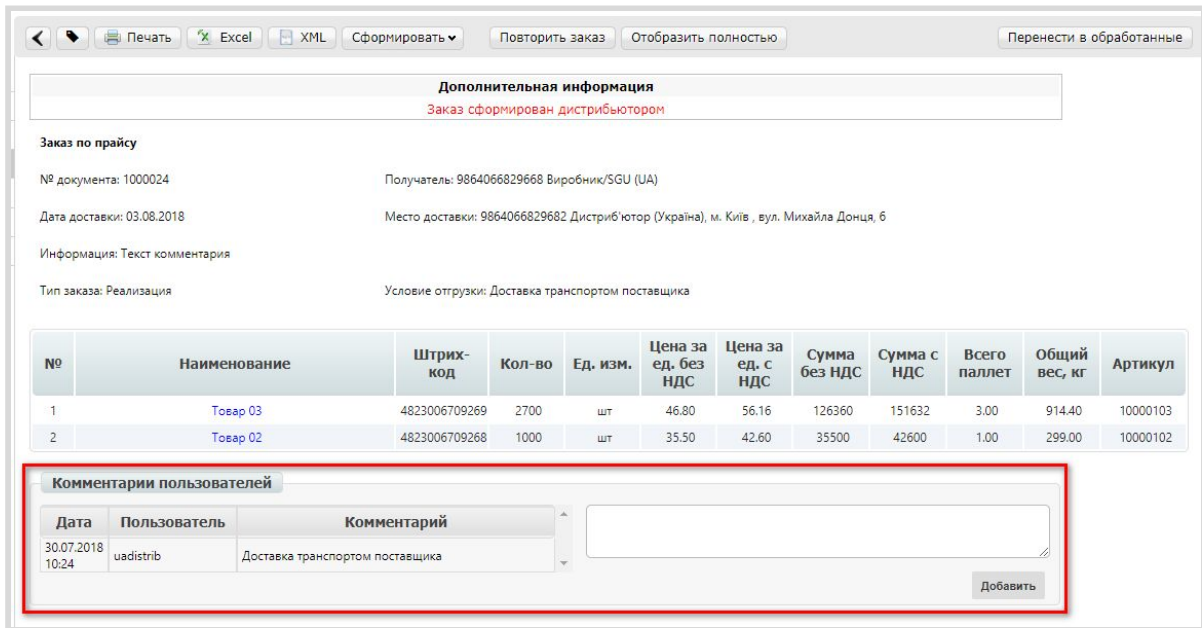 Печать Excel XML Сформировать Повторить заказ Отобразить полностью Перенести в обработанные
Дополнительная информация
Заказ сформирован дистрибьютором
Заказ по прайсу
№ документа: 1000024 Получатель: 9864066829668 Виробник/SGU (UA)
Дата доставки: 03.08.2018 Место доставки: 9864066829682 Дистриб'ютор (Україна), м. Київ , вул. Михайла Донця, 6
Информация: Текст комментария
Тип заказа: Реализация Условие отгрузки: Доставка транспортом поставщика
№ Наименование Штрих-код Кол-во Ед. изм. Цена за ед. без НДС Цена за ед. с НДС Сумма без НДС Сумма с НДС Всего паллет Общий вес, кг Артикул
1 Товар 03 4823006709269 2700 шт 46.80 56.16 126360 151632 3.00 914.40 10000103
2 Товар 02 4823006709268 1000 шт 35.50 42.60 35500 42600 1.00 299.00 10000102
Комментарии пользователей
Дата Пользователь Комментарий
30.07.2018 10:24 uadistrib Доставка транспортом поставщика
Добавить